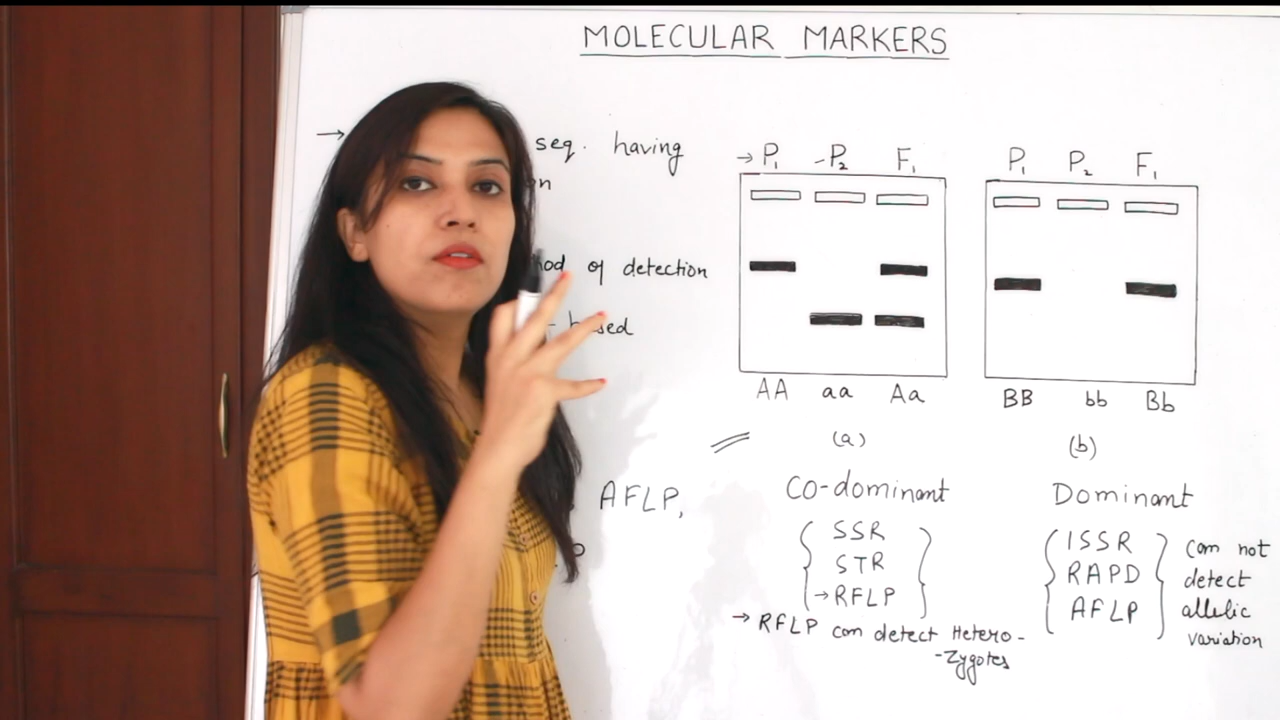 MOLECULAR MARKERS
→ seq. having
n
od of detection
- based
AFLP,
→ P₁ - P₂ F₁
AA aa Aa
(a)
Co-dominant
SSR
STR
→ RFLP
→ RFLP can detect Hetero-
-Zygotes
P₁ P₂ F₁
BB bb Bb
(b)
Dominant
ISSR
RAPD
AFLP
can not
detect
allelic
variation